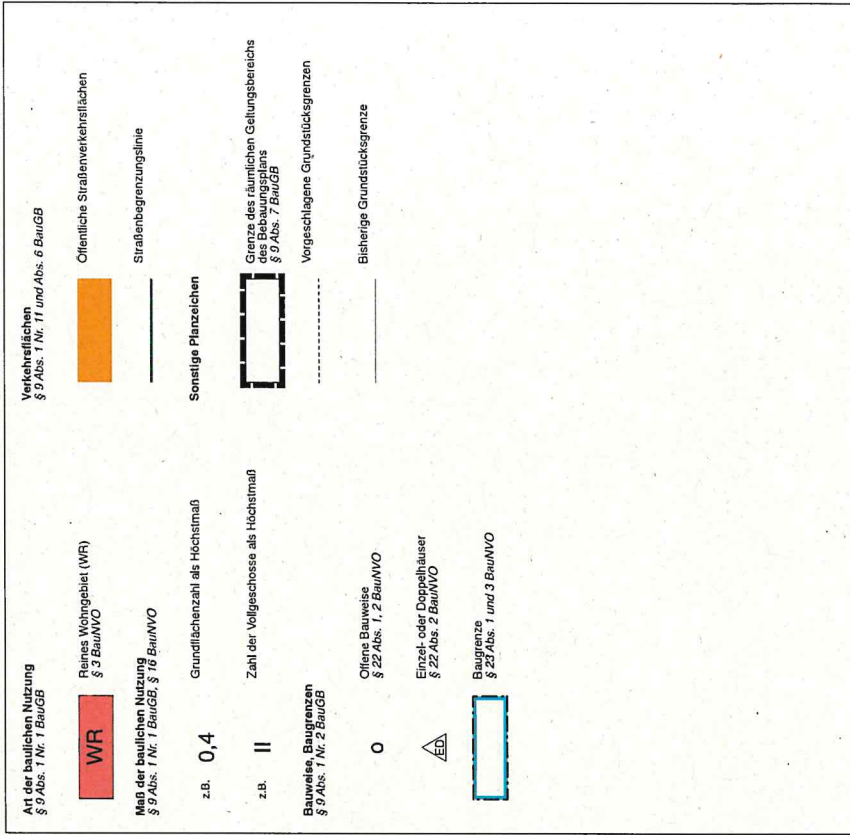 Art der baulichen Nutzung
§ 9 Abs. 1 Nr. 1 BauGB
WR
Reines Wohngebiet (WR)
§ 3 BauNVO
Maß der baulichen Nutzung
§ 9 Abs. 1 Nr. 1 BauGB, § 16 BauNVO
z.B. 0,4
Grundflächenzahl als Höchstmaß
z.B. II
Zahl der Vollgeschosse als Höchstmaß
Bauweise, Baugrenzen
§ 9 Abs. 1 Nr. 2 BauGB
O
Offene Bauweise
§ 22 Abs. 1, 2 BauNVO
ED
Einzel- oder Doppelhäuser
§ 22 Abs. 2 BauNVO
Baugrenze
§ 23 Abs. 1 und 3 BauNVO
Verkehrsflächen
§ 9 Abs. 1 Nr. 11 und Abs. 6 BauGB
Öffentliche Straßenverkehrsflächen
Straßenbegrenzungslinie
Sonstige Planzeichen
Grenze des räumlichen Geltungsbereichs
des Bebauungsplans
§ 9 Abs. 7 BauGB
Vorgeschlagene Grundstücksgrenzen
Bisherige Grundstücksgrenze